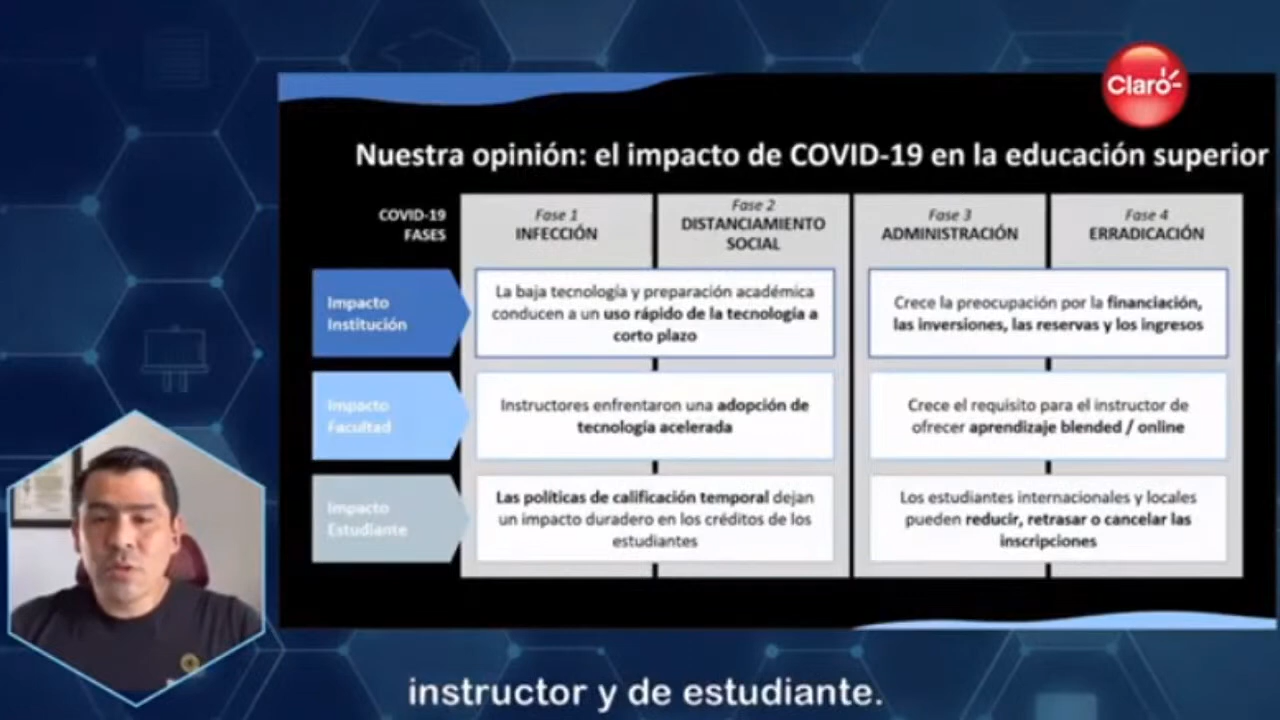 Claro-
Nuestra opinión: el impacto de COVID-19 en la educación superior
COVID-19
FASES
Fase 1
INFECCIÓN
Fase 2
DISTANCIAMIENTO
SOCIAL
Fase 3
ADMINISTRACIÓN
Fase 4
ERRADICACIÓN
Impacto
Institución
La baja tecnología y preparación académica
conducen a un uso rápido de la tecnología a
corto plazo
Crece la preocupación por la financiación,
las inversiones, las reservas y los ingresos
Impacto
Facultad
Instructores enfrentaron una adopción de
tecnología acelerada
Crece el requisito para el instructor de
ofrecer aprendizaje blended / online
Impacto
Estudiante
Las políticas de calificación temporal dejan
un impacto duradero en los créditos de los
estudiantes
Los estudiantes internacionales y locales
pueden reducir, retrasar o cancelar las
inscripciones
instructor y de estudiante.